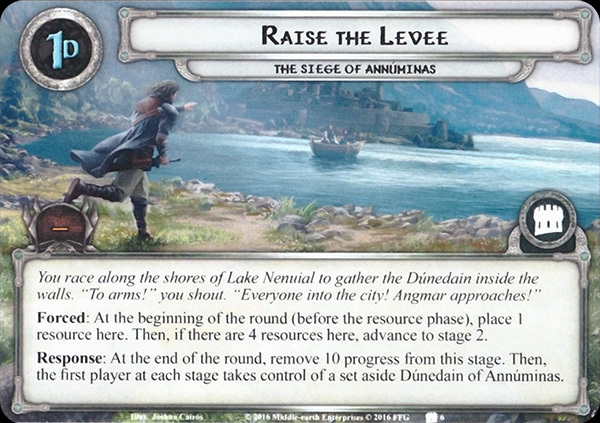 1D
RAISE THE LEVEE
THE SIEGE OF ANNÚMINAS
–
You race along the shores of Lake Nenuial to gather the Dúnedain inside the
walls. “To arms!” you shout. “Everyone into the city! Angmar approaches!”
Forced: At the beginning of the round (before the resource phase), place 1
resource here. Then, if there are 4 resources here, advance to stage 2.
Response: At the end of the round, remove 10 progress from this stage. Then,
the first player at each stage takes control of a set aside Dúnedain of Annúminas.
Illus. Joshua Cairós © 2016 Middle-earth Enterprises © 2016 FFG 6